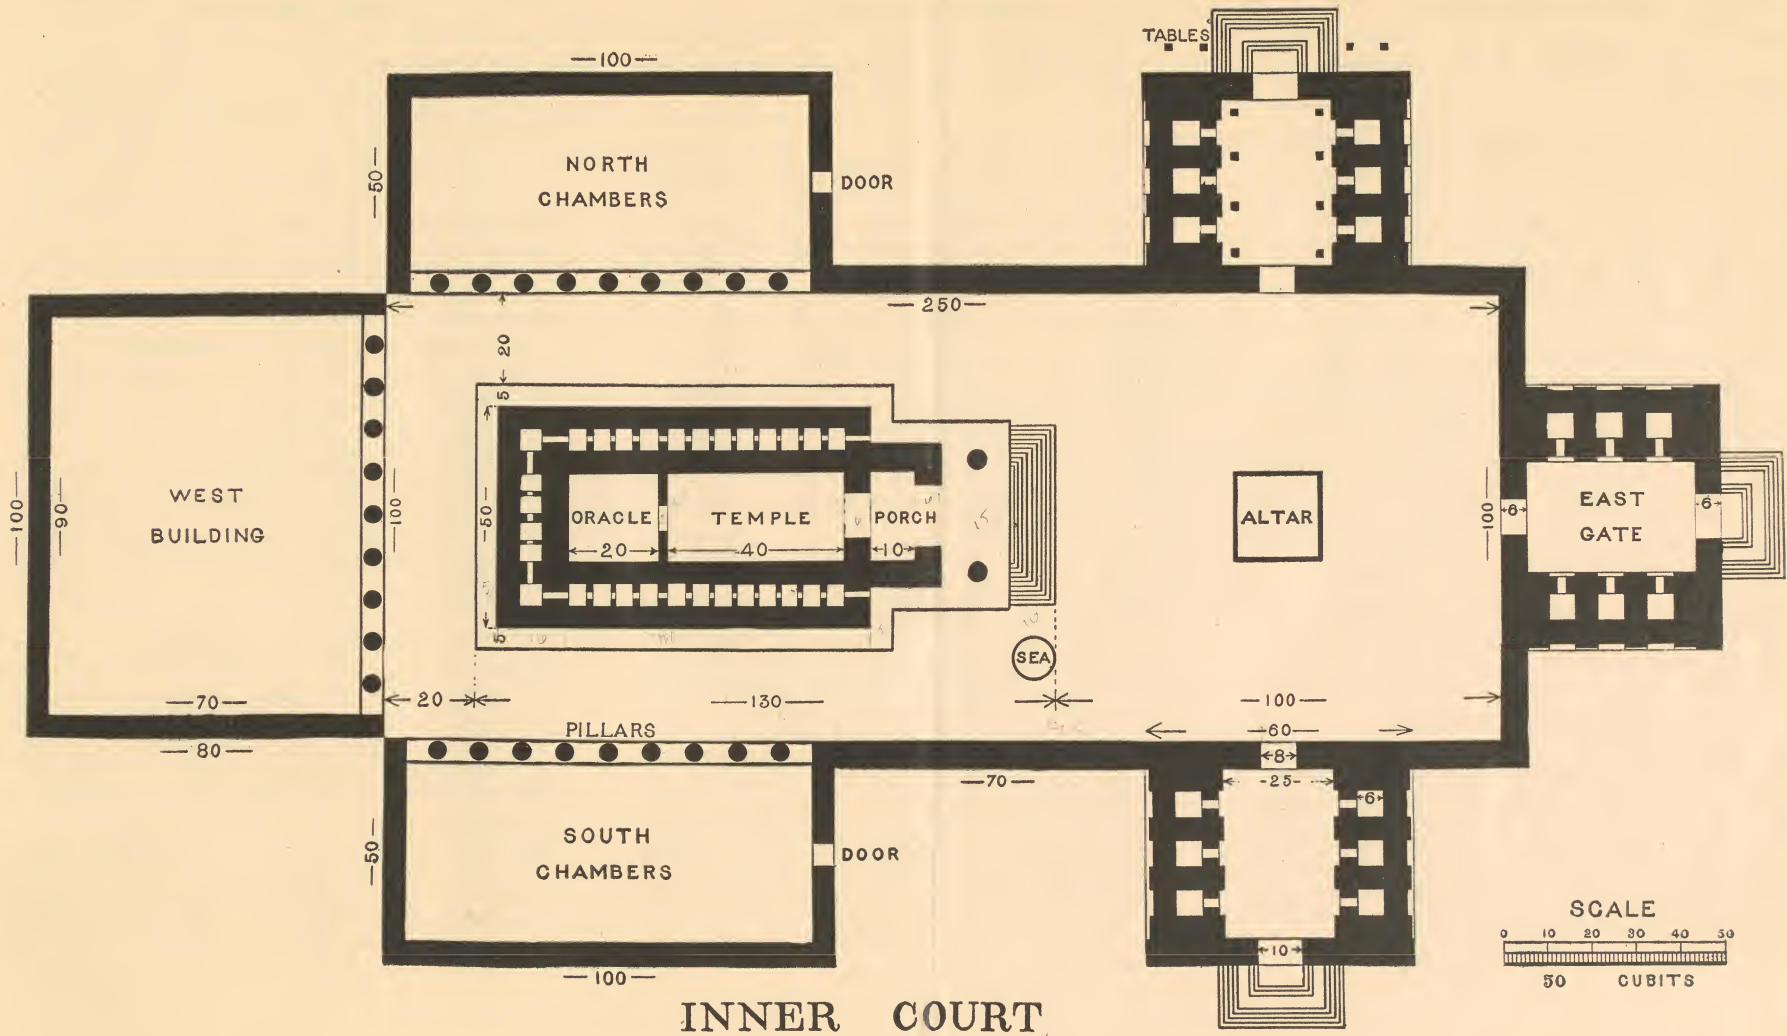 TABLES
—100—
NORTH
CHAMBERS
—50—
DOOR
—250—
20
5
—50—
5
WEST
BUILDING
—100—
—90—
—100—
ORACLE
TEMPLE
PORCH
20
40
10
ALTAR
—100—
6
EAST
GATE
6
SEA
—70—
20
—130—
—100—
—80—
PILLARS
—60—
8
—70—
-25-
6
SOUTH
CHAMBERS
—50—
DOOR
-10-
—100—
SCALE
0 10 20 30 40 50
50 CUBITS
INNER COURT